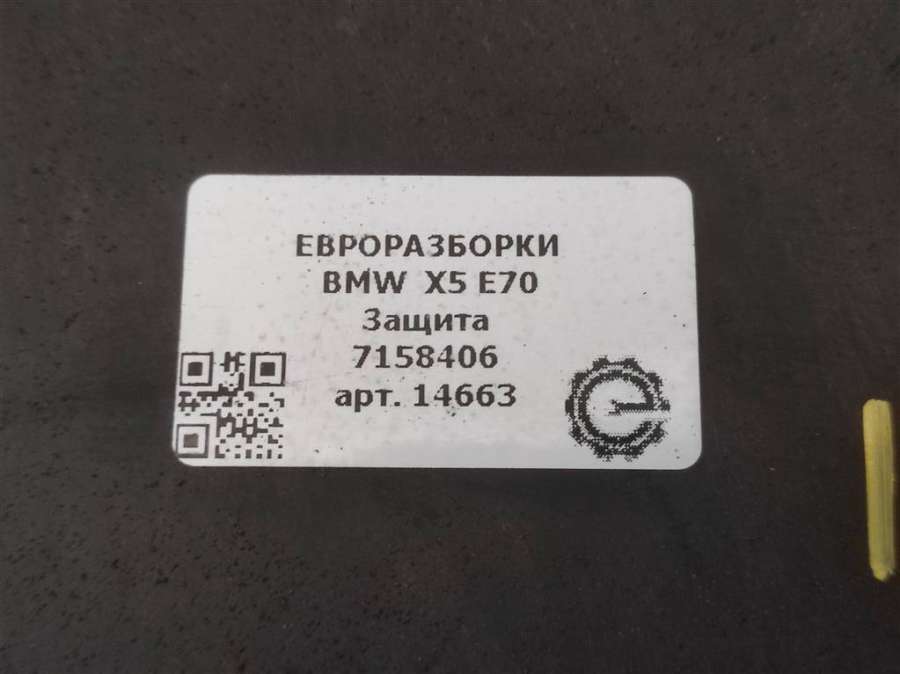 ЕВРОРАЗБОРКИ
BMW X5 E70
Защита
7158406
арт. 14663